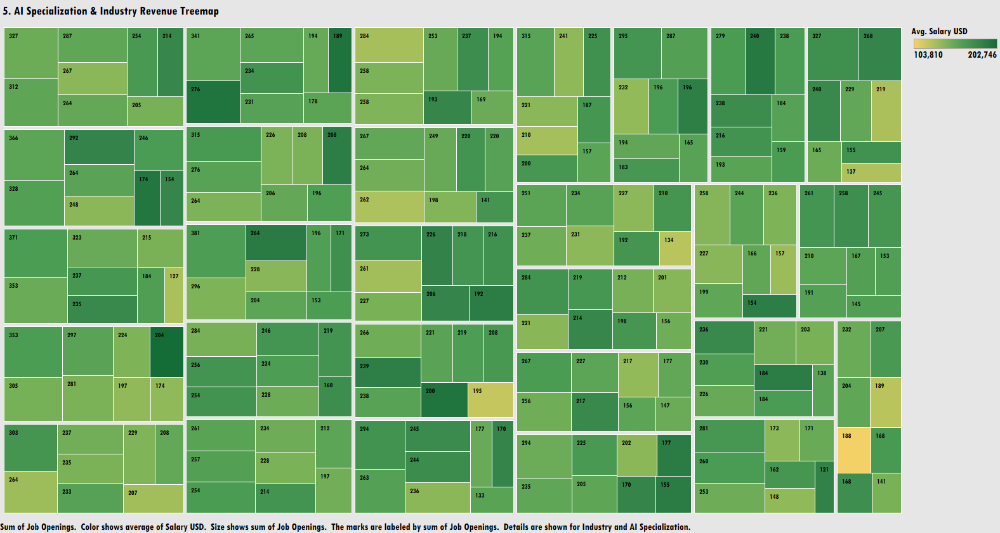 5. AI Specialization & Industry Revenue Treemap
Avg. Salary USD
103,810 202,746
327 287 254 214
267
312 264 205
341 265 194 189
234
276 231 178
284 253 237 194
258
258 193 169
315 241 225
221 187
210
157
200
295 287
232 196 196
194 165
183
279 240 238
238 184
216
159
193
327 268
240 229 219
165 155
137
366 292 246
264 174 154
328
248
315 226 208 208
276
206 196
264
267 249 220 220
264
262 198 141
251 234 227 210
237 231 192 134
258 244 236
227 166 157
199
154
261 258 245
210 167 153
191
145
371 323 215
237 184 127
353
235
381 264 196 171
228
296
204 153
273 226 218 216
261
206 192
227
284 219 212 201
214 198 156
221
353 297 224 204
305 281 197 174
284 246 219
256 234
160
254 228
266 221 219 208
239
200 195
238
267 227 217 177
256 217 156 147
236 221 203
230
184 138
226 184
232 207
204 189
188 168
168 141
303 237 229 208
235
264
233 207
261 234 212
257 228
197
254 214
294 245 177 170
244
263
236 133
294 225 202 177
235 205 170 155
281 173 171
260
162 121
253
148
Sum of Job Openings.  Color shows average of Salary USD.  Size shows sum of Job Openings.  The marks are labeled by sum of Job Openings.  Details are shown for Industry and AI Specialization.